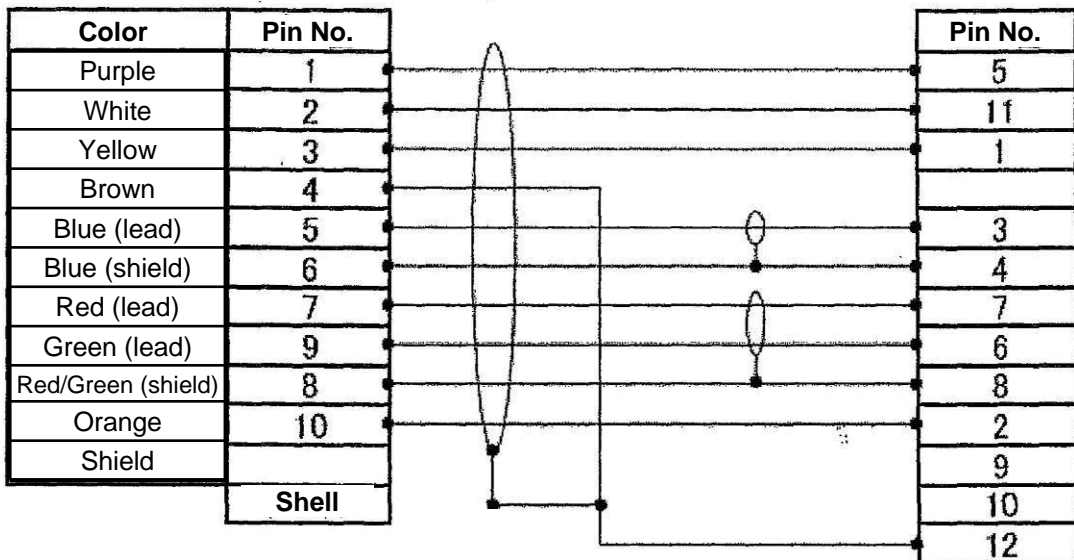 Color Pin No. Pin No.
Purple 1 5
White 2 11
Yellow 3 1
Brown 4
Blue (lead) 5 3
Blue (shield) 6 4
Red (lead) 7 7
Green (lead) 9 6
Red/Green (shield) 8 8
Orange 10 2
Shield 9
Shell 10
12